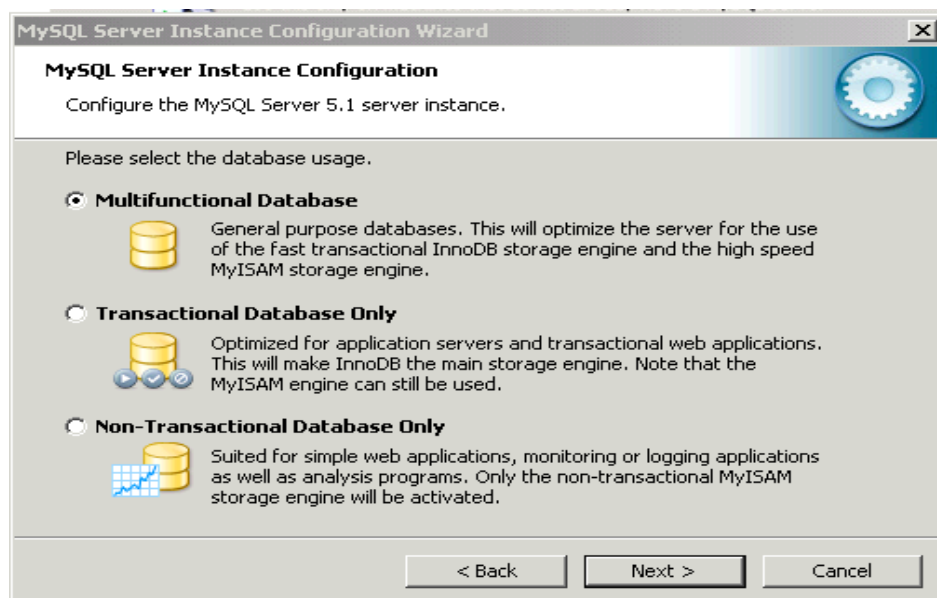 MySQL Server Instance Configuration Wizard
MySQL Server Instance Configuration
Configure the MySQL Server 5.1 server instance.
Please select the database usage.
Multifunctional Database
General purpose databases. This will optimize the server for the use
of the fast transactional InnoDB storage engine and the high speed
MyISAM storage engine.
Transactional Database Only
Optimized for application servers and transactional web applications.
This will make InnoDB the main storage engine. Note that the
MyISAM engine can still be used.
Non-Transactional Database Only
Suited for simple web applications, monitoring or logging applications
as well as analysis programs. Only the non-transactional MyISAM
storage engine will be activated.
< Back
Next >
Cancel